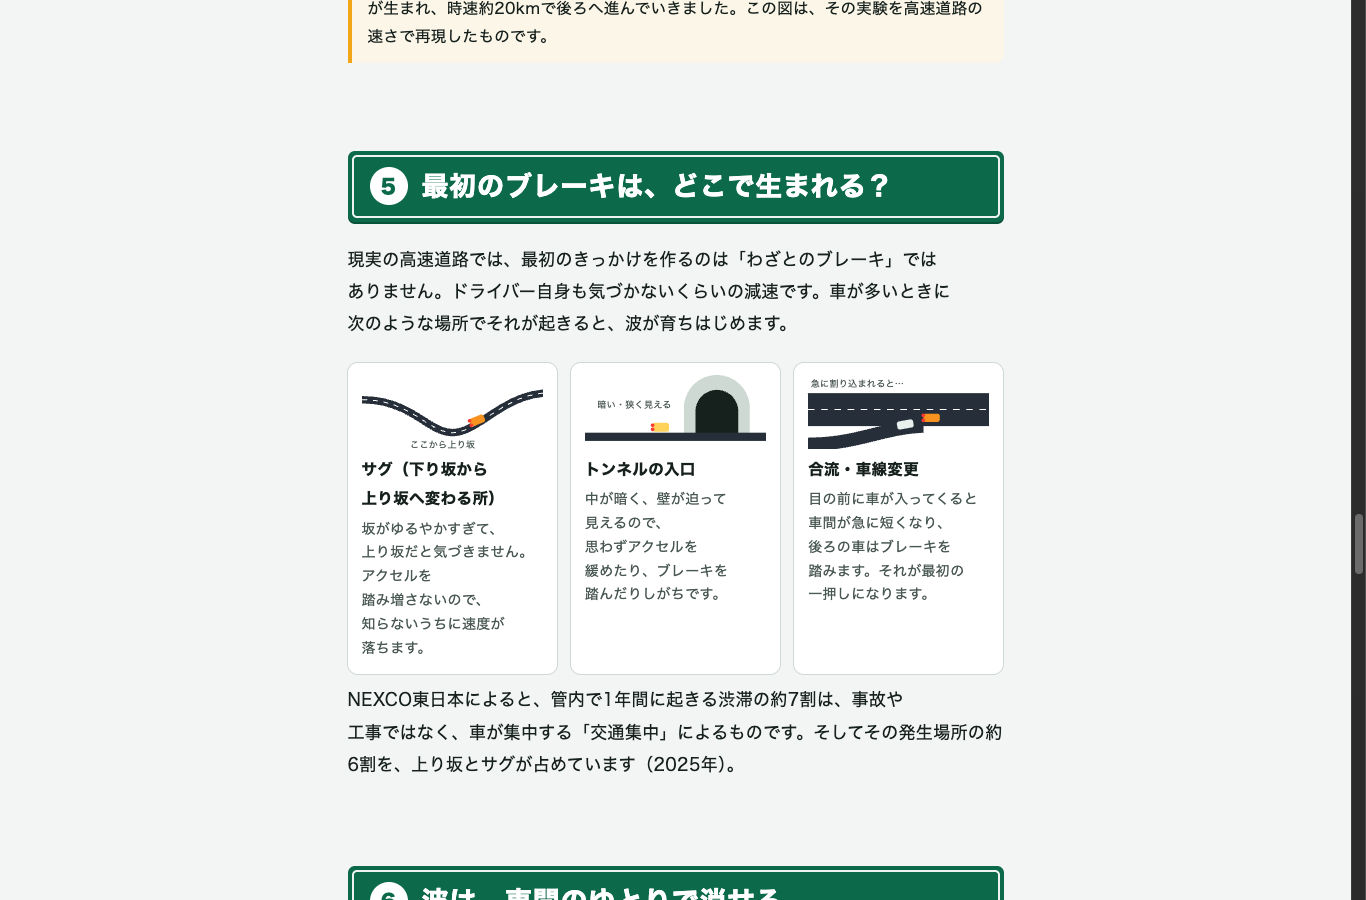 が生まれ、時速約20kmで後ろへ進んでいきました。この図は、その実験を高速道路の
速さで再現したものです。
5 最初のブレーキは、どこで生まれる？
現実の高速道路では、最初のきっかけを作るのは「わざとのブレーキ」では
ありません。ドライバー自身も気づかないくらいの減速です。車が多いときに
次のような場所でそれが起きると、波が育ちはじめます。
ここから上り坂
サグ（下り坂から
上り坂へ変わる所）
坂がゆるやかすぎて、
上り坂だと気づきません。
アクセルを
踏み増さないので、
知らないうちに速度が
落ちます。
暗い・狭く見える
トンネルの入口
中が暗く、壁が迫って
見えるので、
思わずアクセルを
緩めたり、ブレーキを
踏んだりしがちです。
急に割り込まれると…
合流・車線変更
目の前に車が入ってくると
車間が急に短くなり、
後ろの車はブレーキを
踏みます。それが最初の
一押しになります。
NEXCO東日本によると、管内で1年間に起きる渋滞の約7割は、事故や
工事ではなく、車が集中する「交通集中」によるものです。そしてその発生場所の約
6割を、上り坂とサグが占めています（2025年）。
6 波は、車間のゆとりで消せる